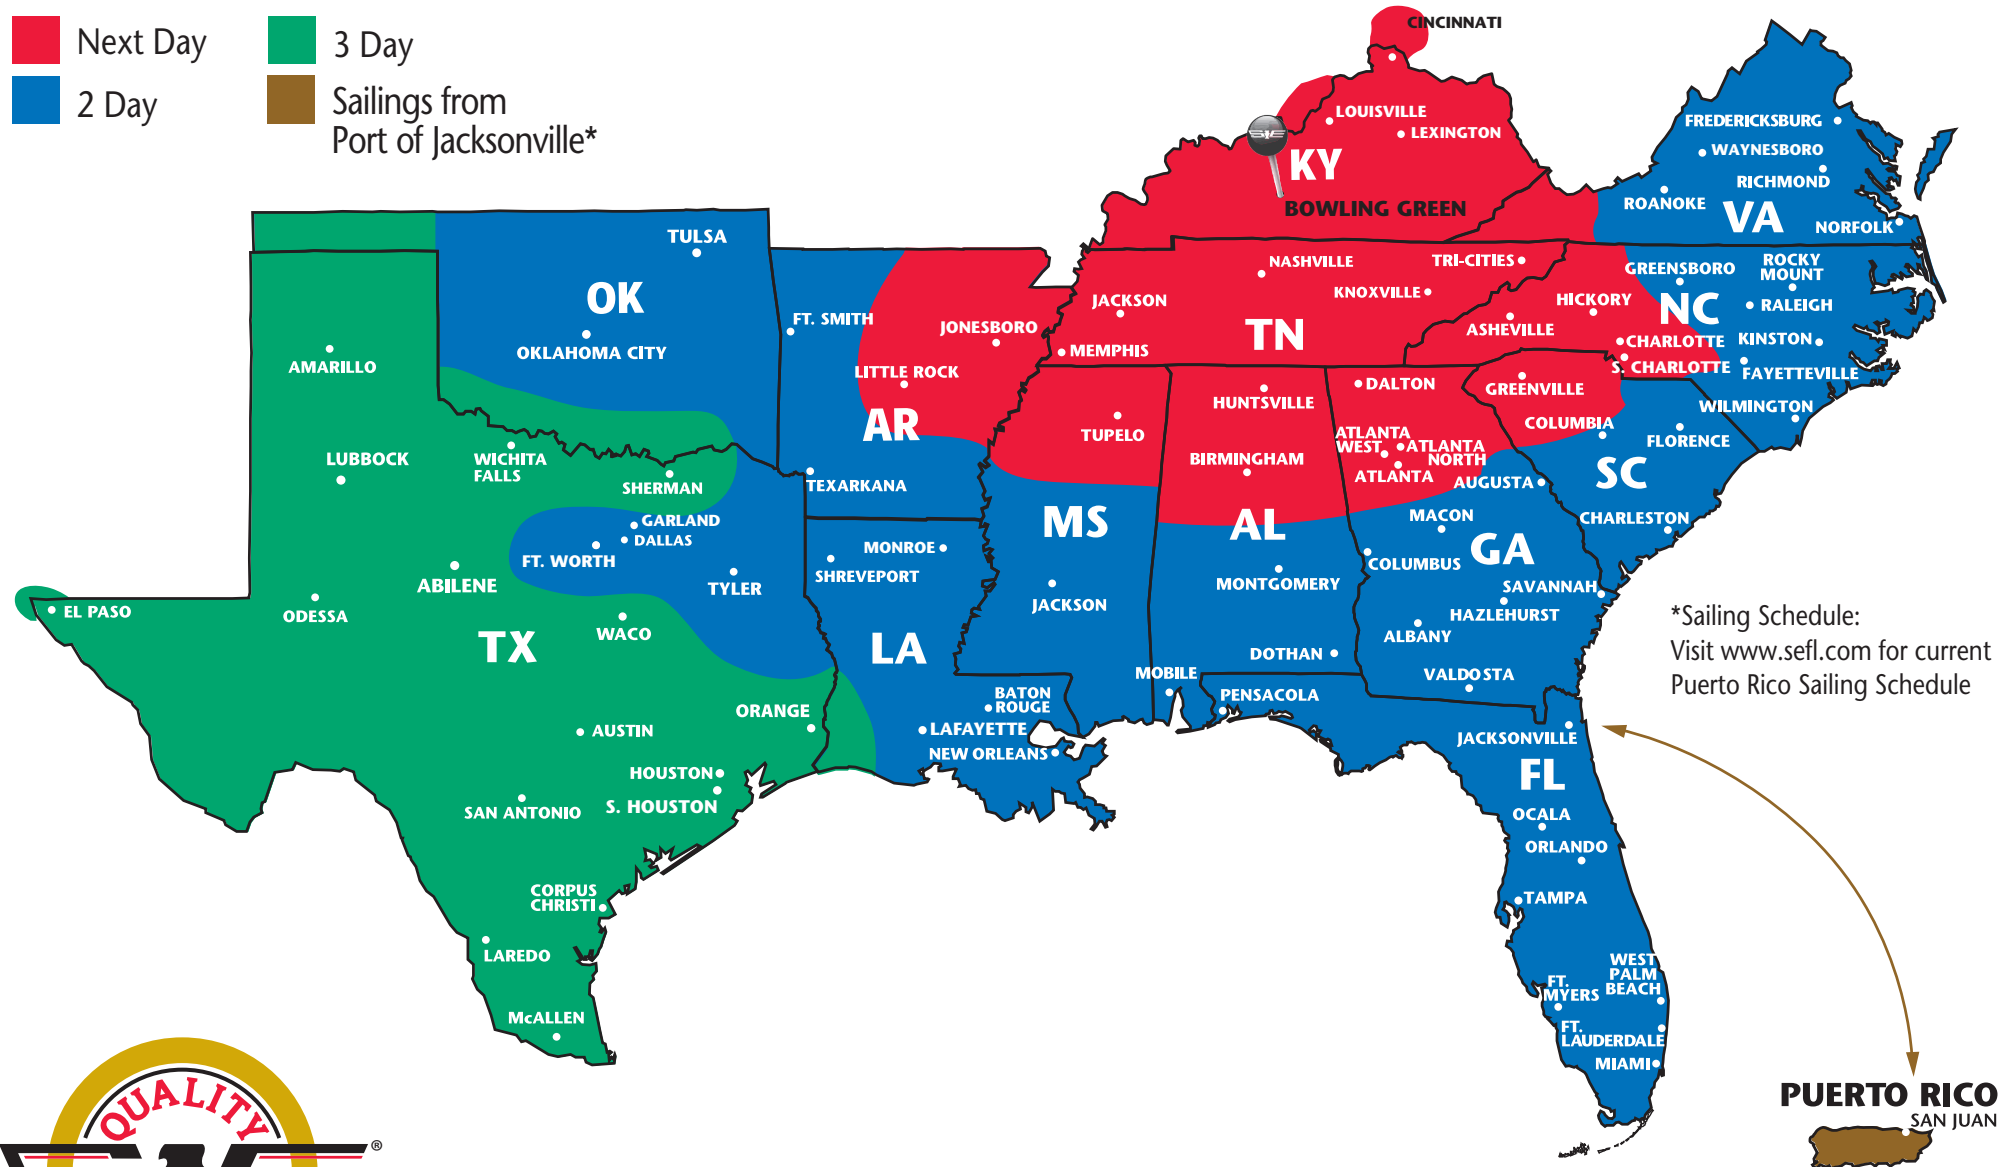 Next Day
3 Day
2 Day
Sailings from
Port of Jacksonville*
CINCINNATI
LOUISVILLE
LEXINGTON
KY
BOWLING GREEN
FREDERICKSBURG
WAYNESBORO
RICHMOND
ROANOKE
VA
NORFOLK
TULSA
OK
OKLAHOMA CITY
FT. SMITH
JONESBORO
LITTLE ROCK
AR
TEXARKANA
NASHVILLE
TRI-CITIES
KNOXVILLE
JACKSON
TN
MEMPHIS
GREENSBORO
ROCKY
MOUNT
HICKORY
NC
RALEIGH
ASHEVILLE
CHARLOTTE
KINSTON
S. CHARLOTTE
FAYETTEVILLE
WILMINGTON
AMARILLO
LUBBOCK
WICHITA
FALLS
SHERMAN
GARLAND
DALLAS
FT. WORTH
TYLER
ABILENE
EL PASO
ODESSA
WACO
TX
AUSTIN
ORANGE
HOUSTON
S. HOUSTON
SAN ANTONIO
CORPUS
CHRISTI
LAREDO
McALLEN
MONROE
SHREVEPORT
LA
BATON
ROUGE
LAFAYETTE
NEW ORLEANS
TUPELO
MS
JACKSON
HUNTSVILLE
BIRMINGHAM
AL
MONTGOMERY
DOTHAN
MOBILE
DALTON
ATLANTA
WEST
ATLANTA
NORTH
ATLANTA
AUGUSTA
MACON
GA
COLUMBUS
SAVANNAH
HAZLEHURST
ALBANY
VALDOSTA
GREENVILLE
COLUMBIA
FLORENCE
SC
CHARLESTON
PENSACOLA
JACKSONVILLE
FL
OCALA
ORLANDO
TAMPA
WEST
PALM
BEACH
FT.
MYERS
FT.
LAUDERDALE
MIAMI
*Sailing Schedule:
Visit www.sefl.com for current
Puerto Rico Sailing Schedule
PUERTO RICO
SAN JUAN
QUALITY
®